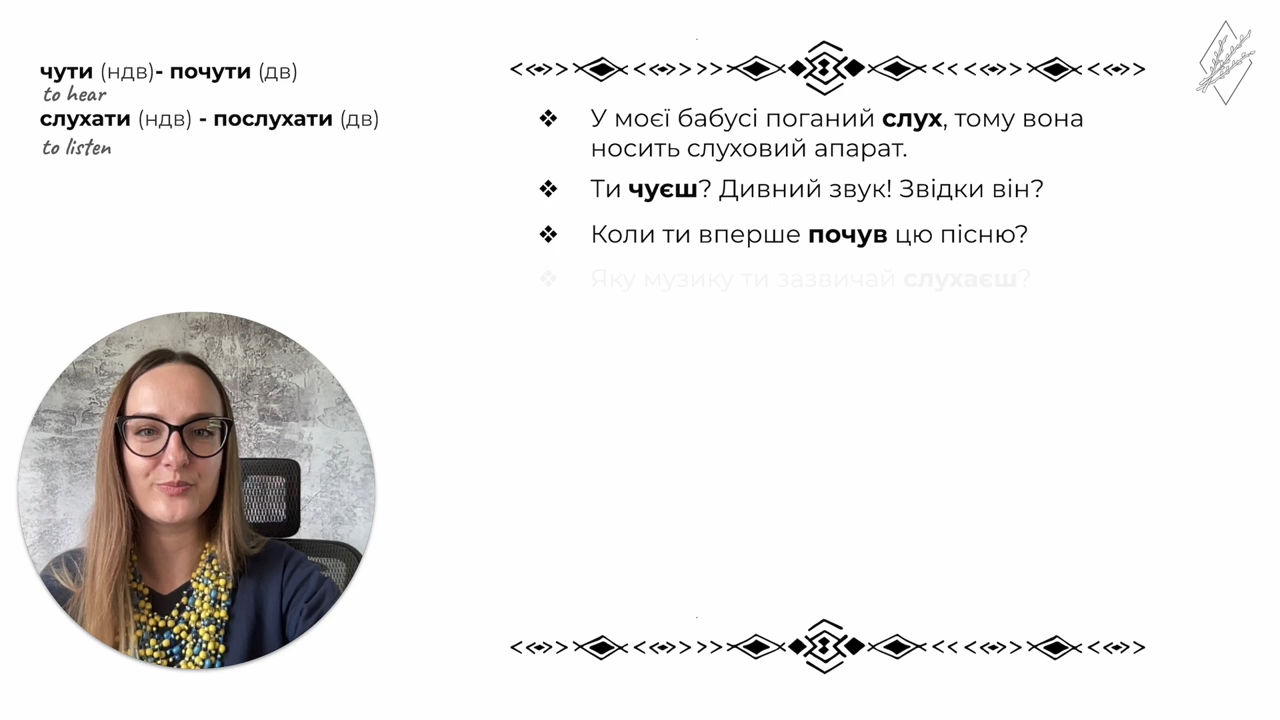 чути (ндв)- почути (дв)
to hear
слухати (ндв) - послухати (дв)
to listen
❖ У моєї бабусі поганий слух, тому вона
носить слуховий апарат.
❖ Ти чуєш? Дивний звук! Звідки він?
❖ Коли ти вперше почув цю пісню?
❖ Яку музику ти зазвичай слухаєш?